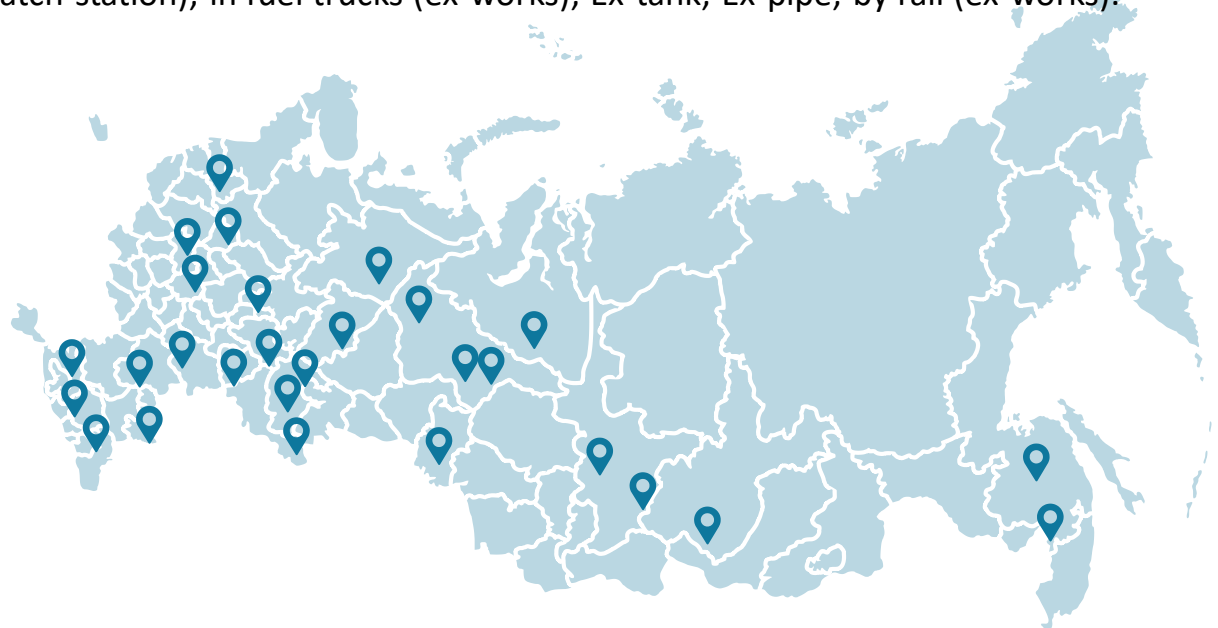 station), in fuel trucks (ex-works), Ex-tank, Ex-pipe, by rail (ex-works).